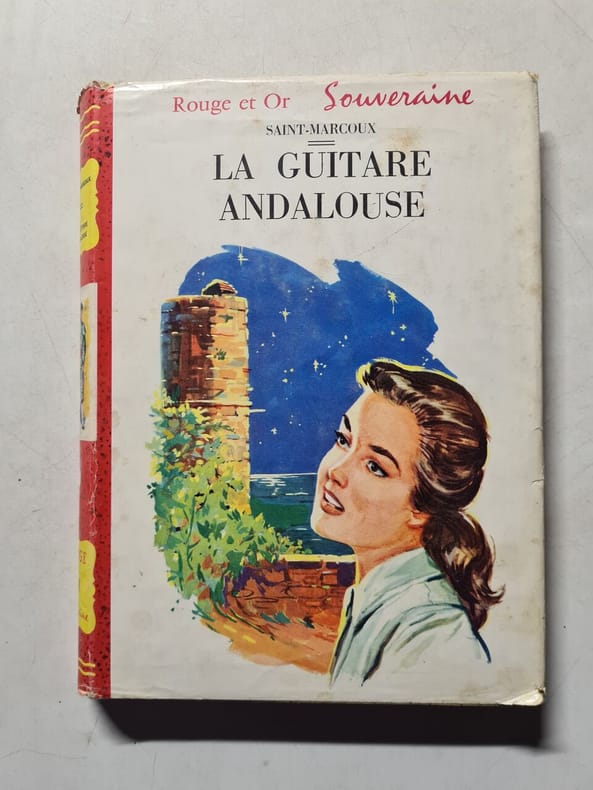 Rouge et Or Souveraine
SAINT-MARCOUX
LA GUITARE
ANDALOUSE